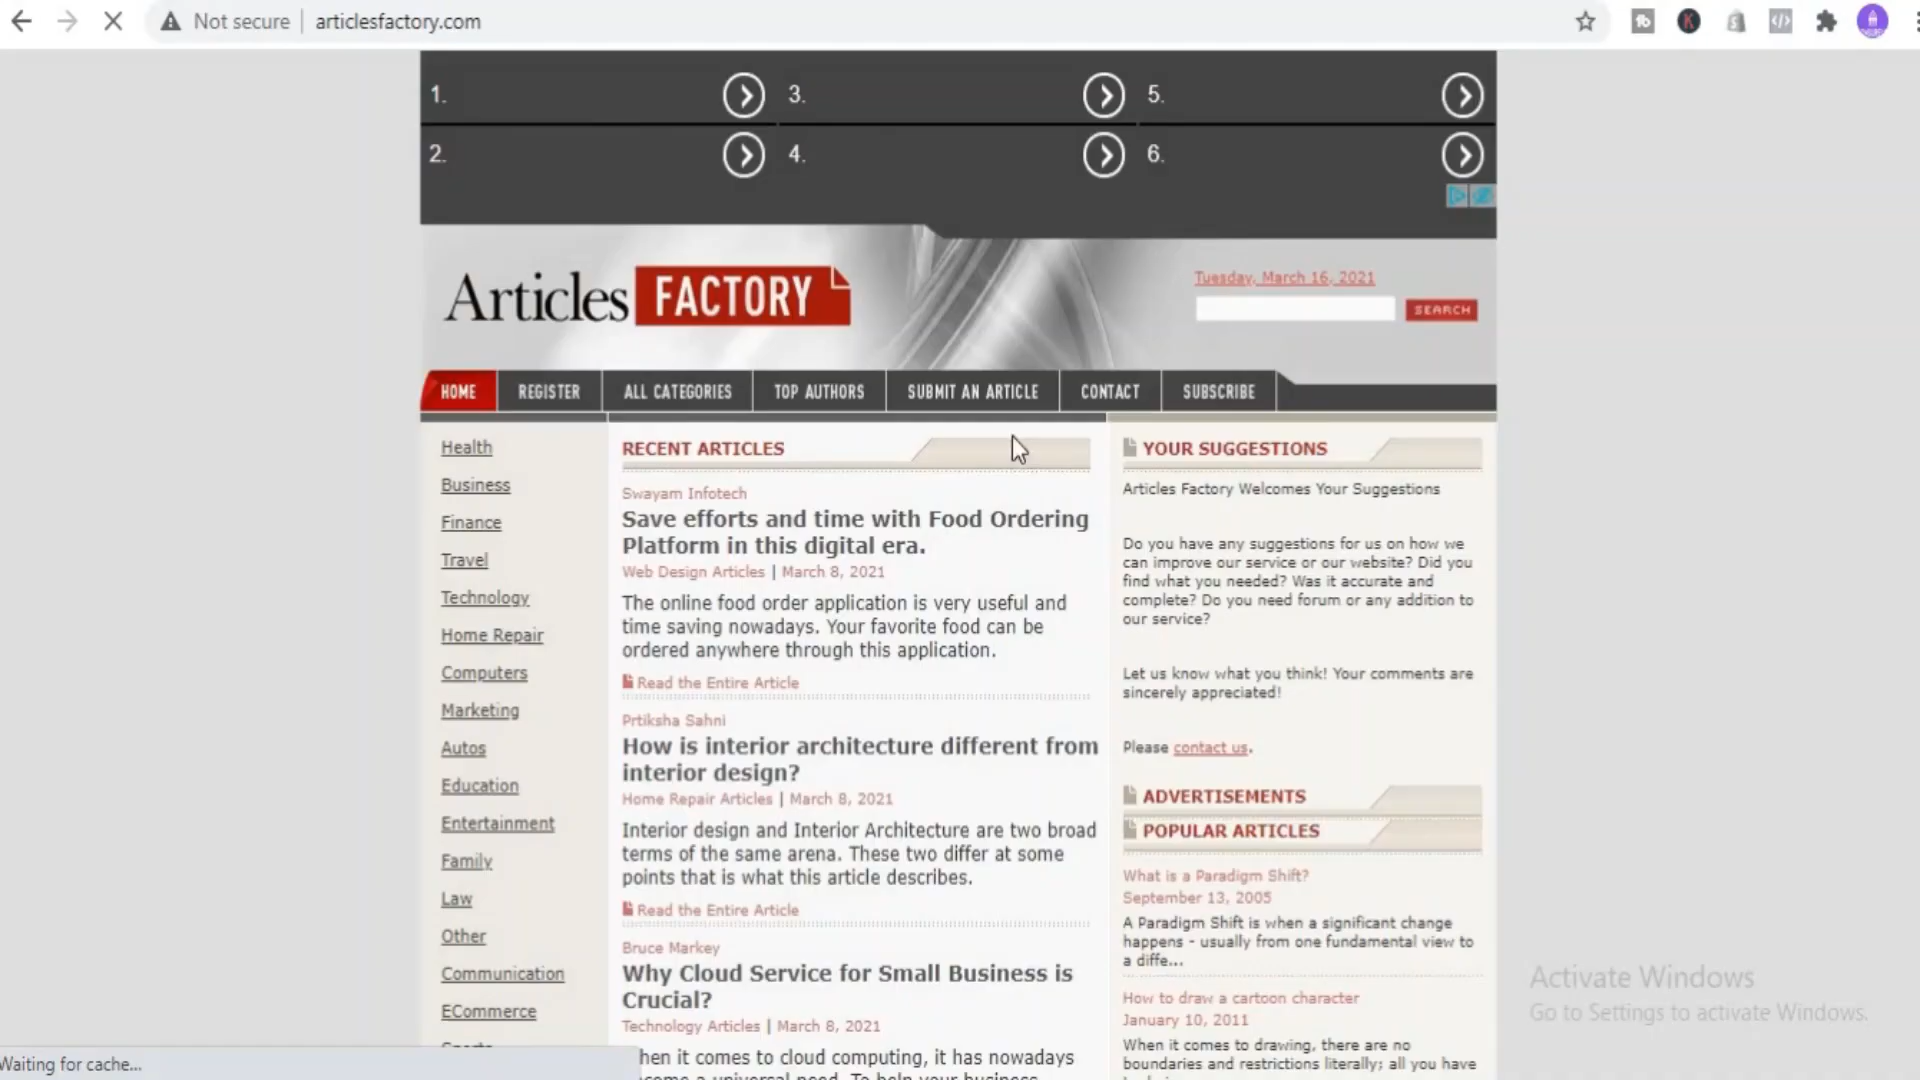 Not secure | articlesfactory.com
1.
3.
5.
2.
4.
6.
Articles FACTORY
Tuesday, March 16, 2021
SEARCH
HOME
REGISTER
ALL CATEGORIES
TOP AUTHORS
SUBMIT AN ARTICLE
CONTACT
SUBSCRIBE
Health
Business
Finance
Travel
Technology
Home Repair
Computers
Marketing
Autos
Education
Entertainment
Family
Law
Other
Communication
ECommerce
RECENT ARTICLES
Swayam Infotech
Save efforts and time with Food Ordering
Platform in this digital era.
Web Design Articles | March 8, 2021
The online food order application is very useful and
time saving nowadays. Your favorite food can be
ordered anywhere through this application.
Read the Entire Article
Prtiksha Sahni
How is interior architecture different from
interior design?
Home Repair Articles | March 8, 2021
Interior design and Interior Architecture are two broad
terms of the same arena. These two differ at some
points that is what this article describes.
Read the Entire Article
Bruce Markey
Why Cloud Service for Small Business is
Crucial?
Technology Articles | March 8, 2021
hen it comes to cloud computing, it has nowadays
YOUR SUGGESTIONS
Articles Factory Welcomes Your Suggestions
Do you have any suggestions for us on how we
can improve our service or our website? Did you
find what you needed? Was it accurate and
complete? Do you need forum or any addition to
our service?
Let us know what you think! Your comments are
sincerely appreciated!
Please contact us.
ADVERTISEMENTS
POPULAR ARTICLES
What is a Paradigm Shift?
September 13, 2005
A Paradigm Shift is when a significant change
happens - usually from one fundamental view to
a diffe...
How to draw a cartoon character
January 10, 2011
When it comes to drawing, there are no
boundaries and restrictions literally; all you have
Activate Windows
Go to Settings to activate Windows.
Waiting for cache...